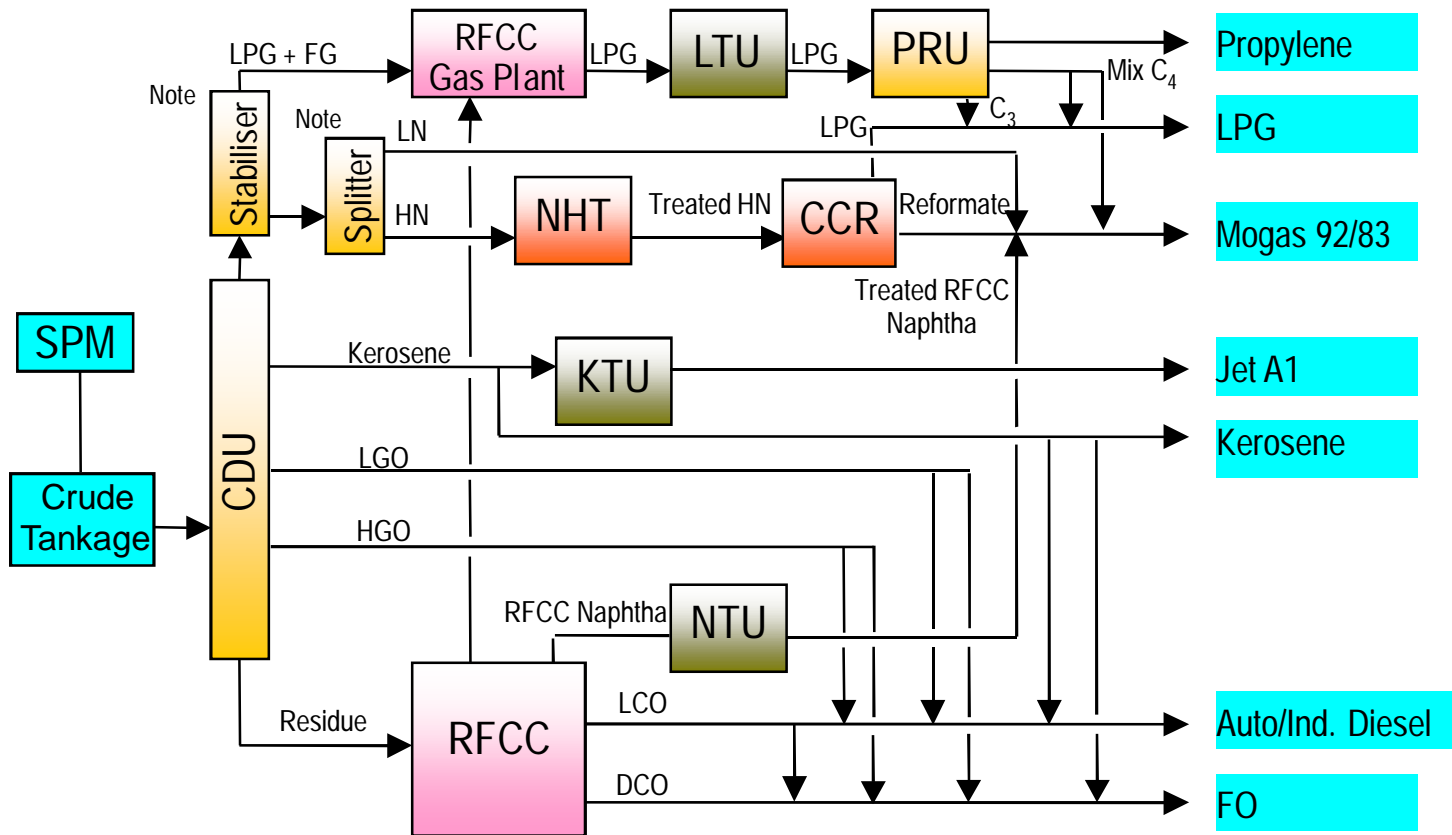 LPG + FG
RFCC
Gas Plant
LPG
LTU
LPG
PRU
Propylene
Mix C₄
Note
Stabiliser
Note
Splitter
LN
HN
C₃
LPG
LPG
NHT
Treated HN
CCR
Reformate
Mogas 92/83
Treated RFCC
Naphtha
SPM
Crude
Tankage
CDU
Kerosene
KTU
Jet A1
Kerosene
LGO
HGO
RFCC Naphtha
NTU
Residue
RFCC
LCO
Auto/Ind. Diesel
DCO
FO